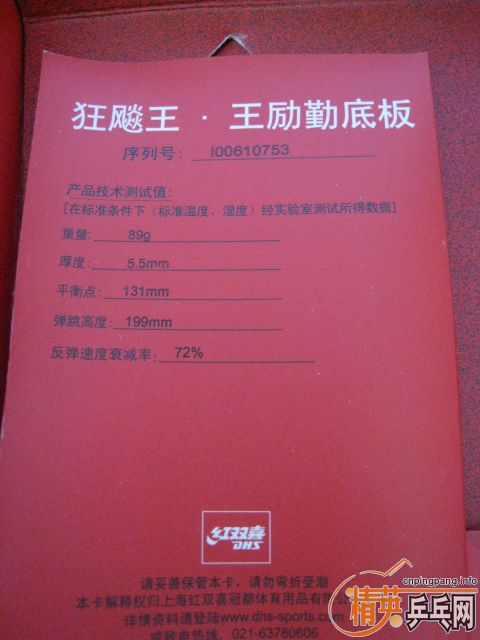 狂飚王 · 王励勤底板
序列号: I00610753
产品技术测试值:
[在标准条件下(标准温度、湿度)经实验室测试所得数据]
重量: 89g
厚度: 5.5mm
平衡点: 131mm
弹跳高度: 199mm
反弹速度衰减率: 72%
红双喜
DHS
请妥善保管本卡,请勿弯折受潮
本卡解释权归上海红双喜冠都体育用品有限公
详情资料请登陆www.dhs-sports.com
或致电热线: 021-63780606
cnpingpang.info
精英
乒乓网